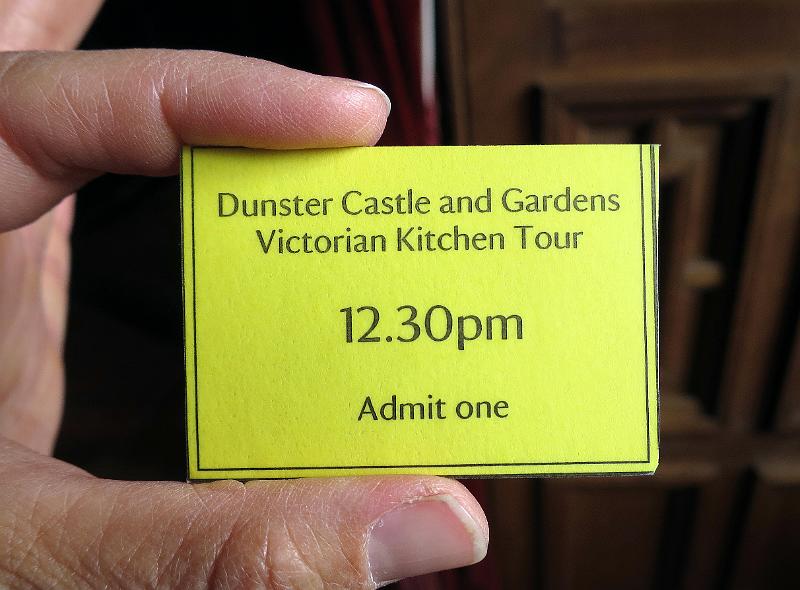 Dunster Castle and Gardens
Victorian Kitchen Tour
12.30pm
Admit one